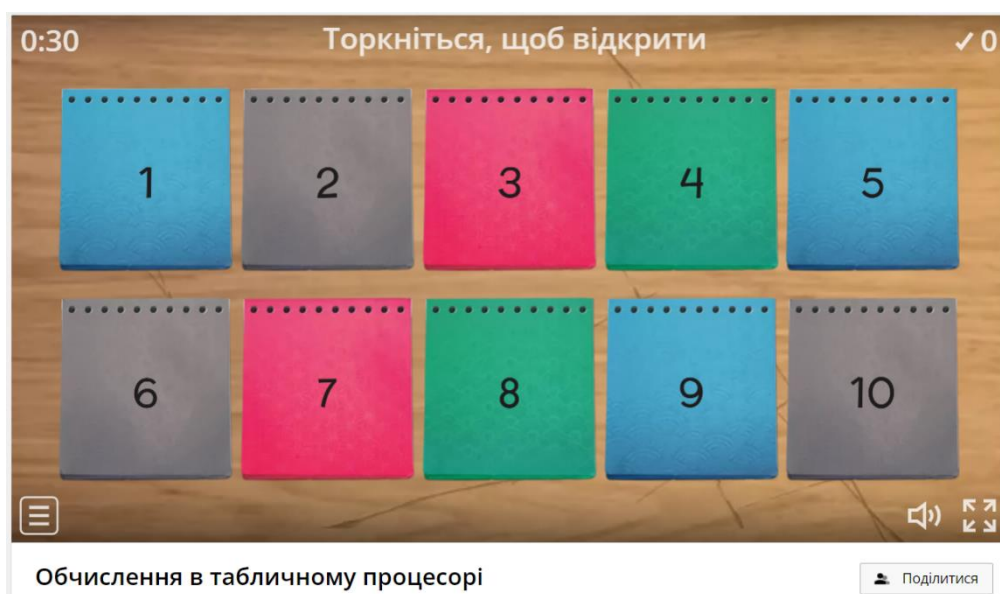 0:30 Торкніться, щоб відкрити ✓ 0
1 2 3 4 5
6 7 8 9 10
Обчислення в табличному процесорі Поділитися